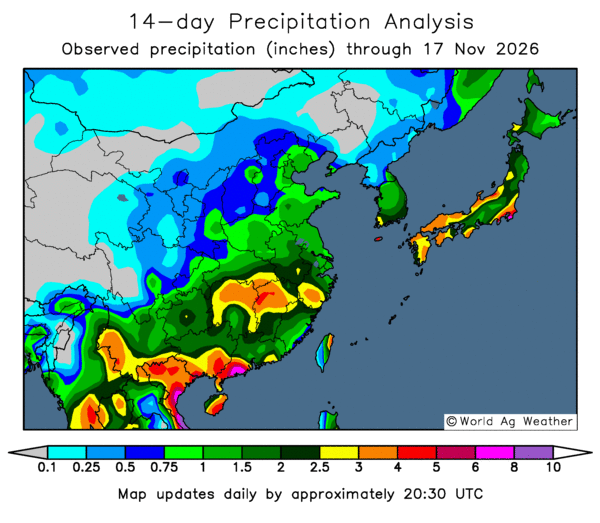 14-day Precipitation Analysis
Observed precipitation (inches) through 17 Nov 2026
© World Ag Weather
0.1 0.25 0.5 0.75 1 1.5 2 2.5 3 4 5 6 8 10
Map updates daily by approximately 20:30 UTC